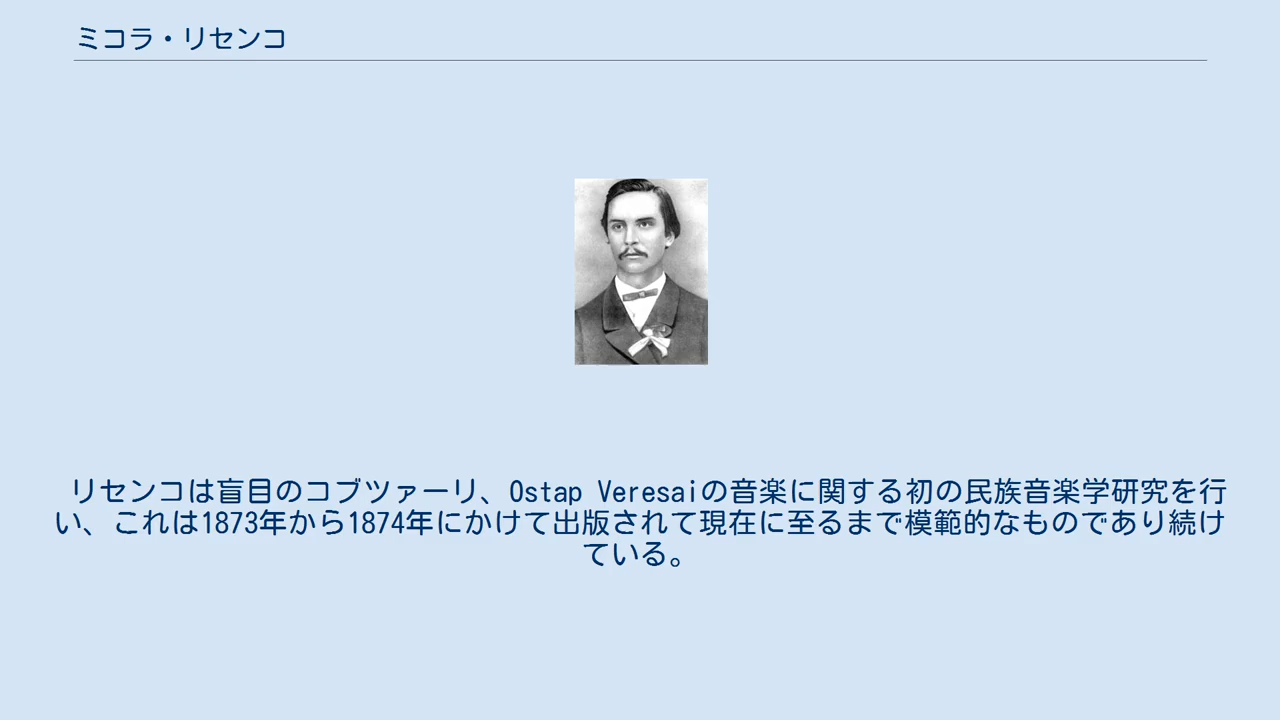 ミコラ・リセンコ
リセンコは盲目のコブツァーリ、Ostap Veresaiの音楽に関する初の民族音楽学研究を行
い、これは1873年から1874年にかけて出版されて現在に至るまで模範的なものであり続け
ている。